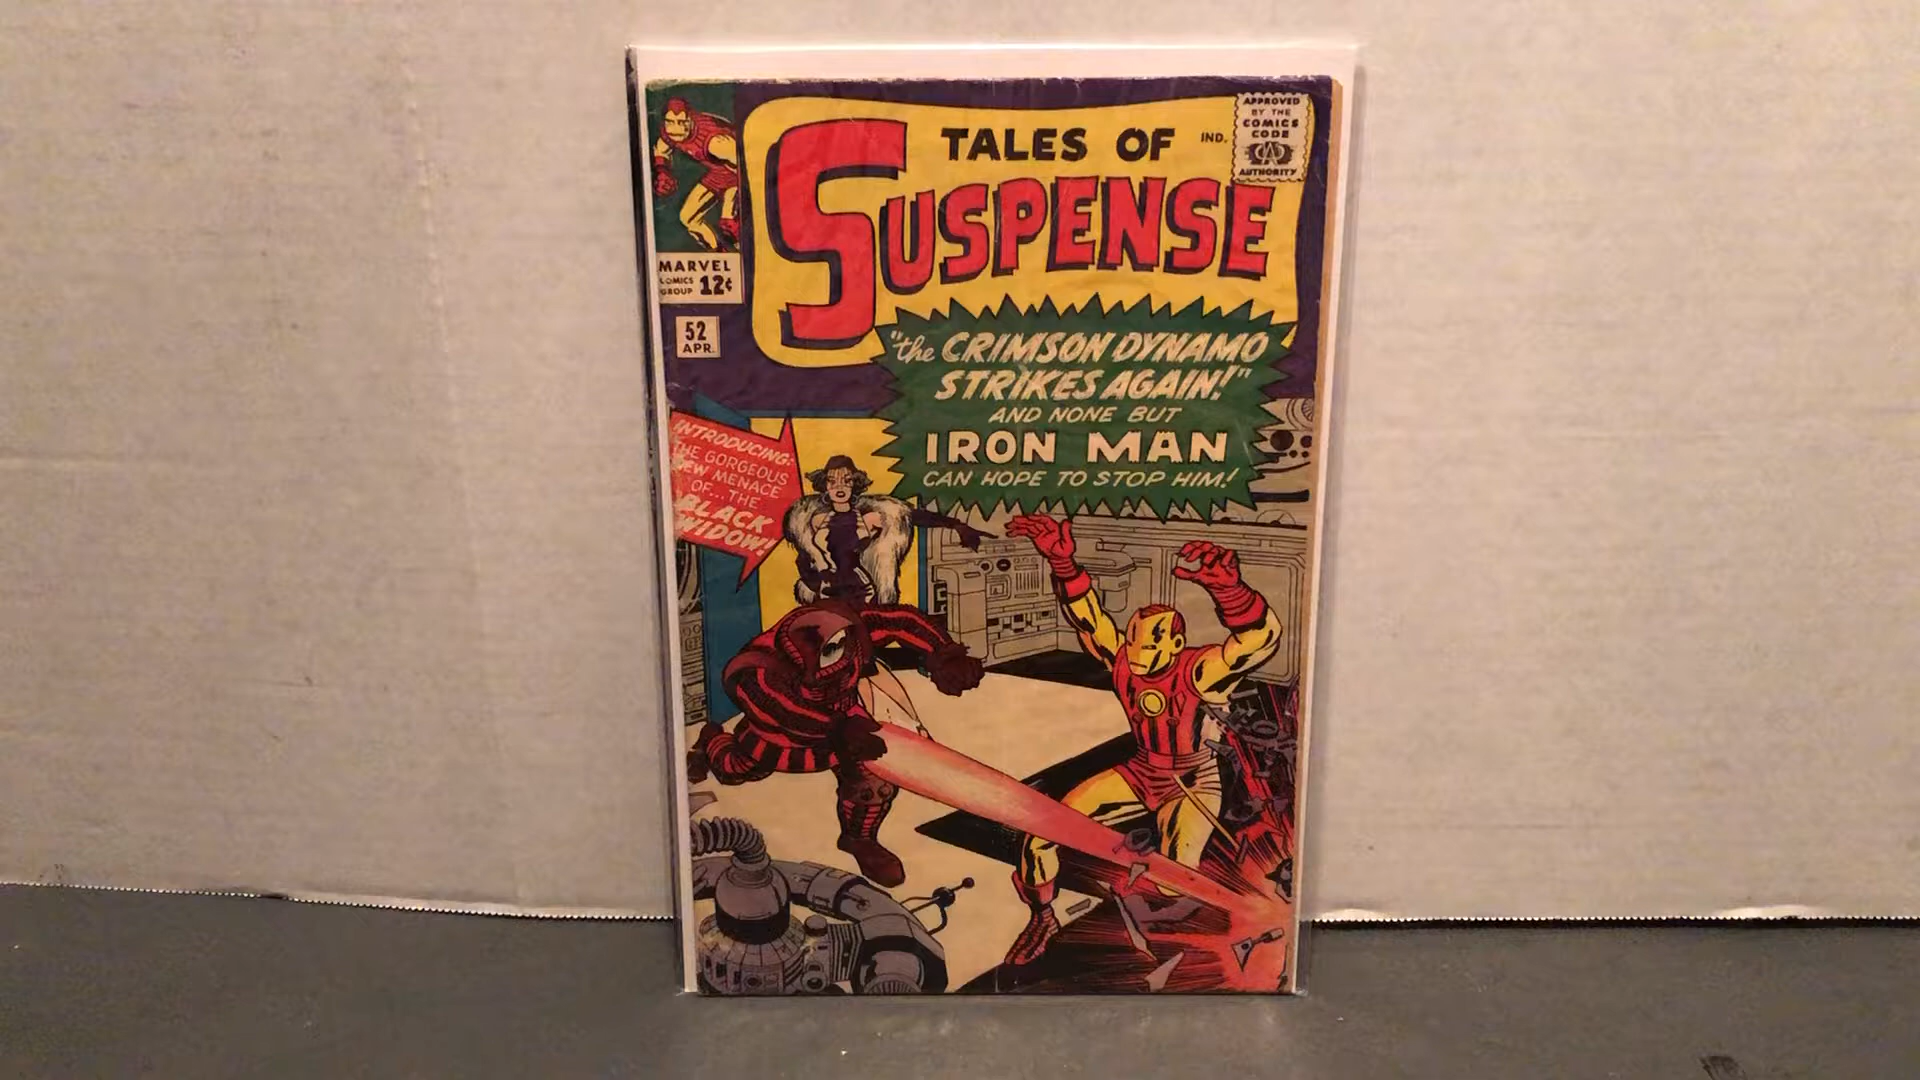 APPROVED
BY THE
COMICS
CODE
CA
AUTHORITY
TALES OF
IND.
SUSPENSE
MARVEL
COMICS
GROUP
12¢
52
APR.
"the CRIMSON DYNAMO
STRIKES AGAIN!"
AND NONE BUT
IRON MAN
CAN HOPE TO STOP HIM!
INTRODUCING:
THE GORGEOUS
NEW MENACE
OF... THE
BLACK
WIDOW!